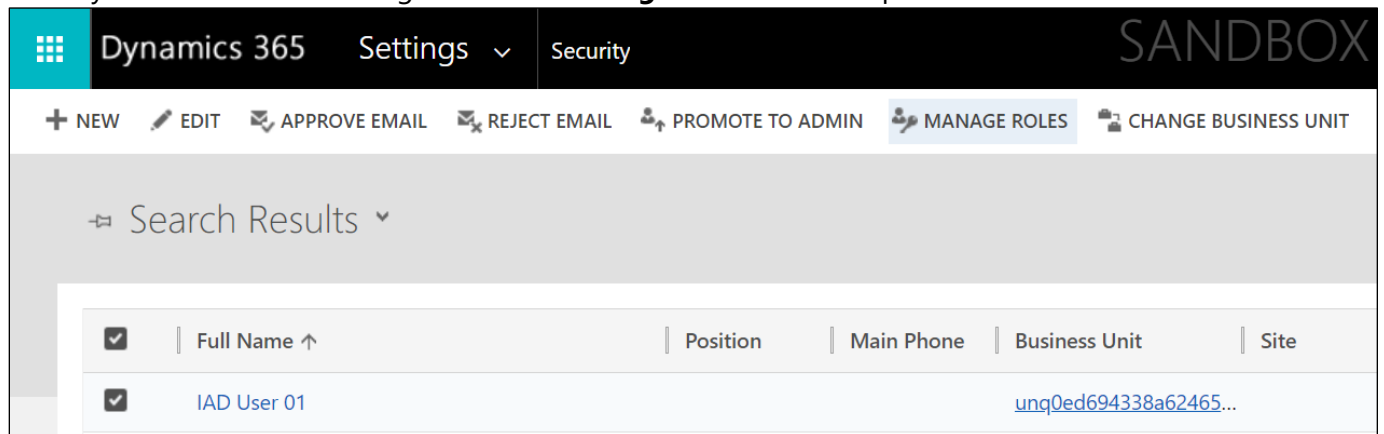 Dynamics 365 Settings Security SANDBOX
NEW EDIT APPROVE EMAIL REJECT EMAIL PROMOTE TO ADMIN MANAGE ROLES CHANGE BUSINESS UNIT
Search Results
Full Name ↑ Position Main Phone Business Unit Site
IAD User 01 unq0ed694338a62465...